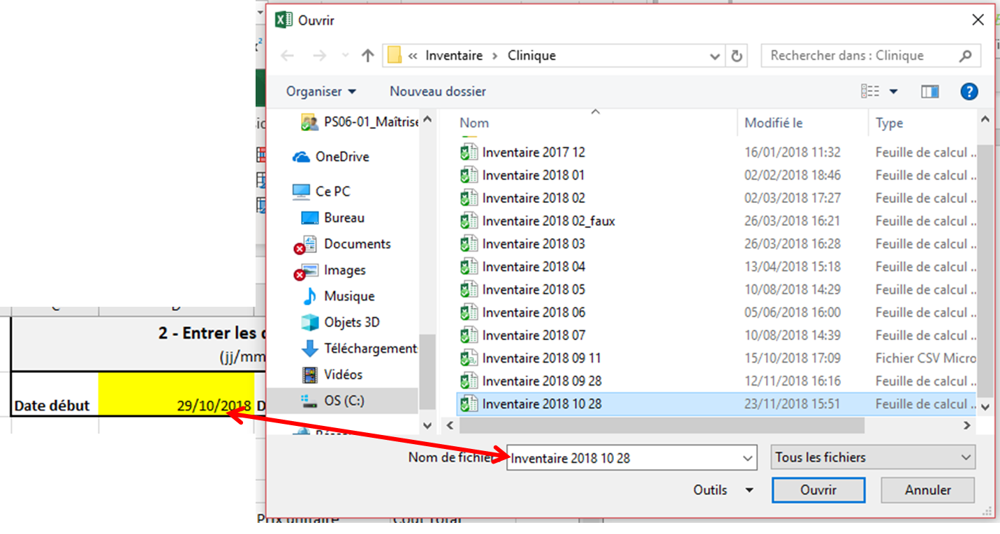 Ouvrir
« Inventaire > Clinique
Rechercher dans : Clinique
Organiser
Nouveau dossier
Nom
Modifié le
Type
PS06-01_Maîtrise
OneDrive
Ce PC
Bureau
Documents
Images
Musique
Objets 3D
Téléchargement
Vidéos
OS (C:)
Inventaire 2017 12 16/01/2018 11:32 Feuille de calcul ..
Inventaire 2018 01 02/02/2018 18:46 Feuille de calcul ..
Inventaire 2018 02 02/03/2018 17:27 Feuille de calcul ..
Inventaire 2018 02_faux 26/03/2018 16:21 Feuille de calcul ..
Inventaire 2018 03 26/03/2018 16:28 Feuille de calcul ..
Inventaire 2018 04 13/04/2018 15:18 Feuille de calcul ..
Inventaire 2018 05 10/08/2018 14:29 Feuille de calcul ..
Inventaire 2018 06 05/06/2018 16:00 Feuille de calcul ..
Inventaire 2018 07 10/08/2018 14:39 Feuille de calcul ..
Inventaire 2018 09 11 15/10/2018 17:09 Fichier CSV Micro
Inventaire 2018 09 28 12/11/2018 16:16 Feuille de calcul ..
Inventaire 2018 10 28 23/11/2018 15:51 Feuille de calcul ..
2 - Entrer les
(jj/mm
Date début 29/10/2018 D
Nom de fichier
Inventaire 2018 10 28
Tous les fichiers
Outils
Ouvrir
Annuler
Prix unitaire
Coût Total